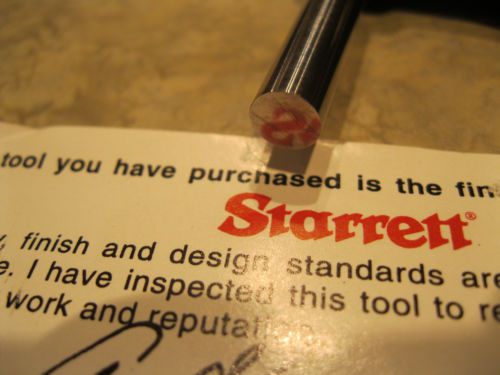 tool you have purchased is the fin
Starrett®
, finish and design standards are
e. I have inspected this tool to re
work and reputation.